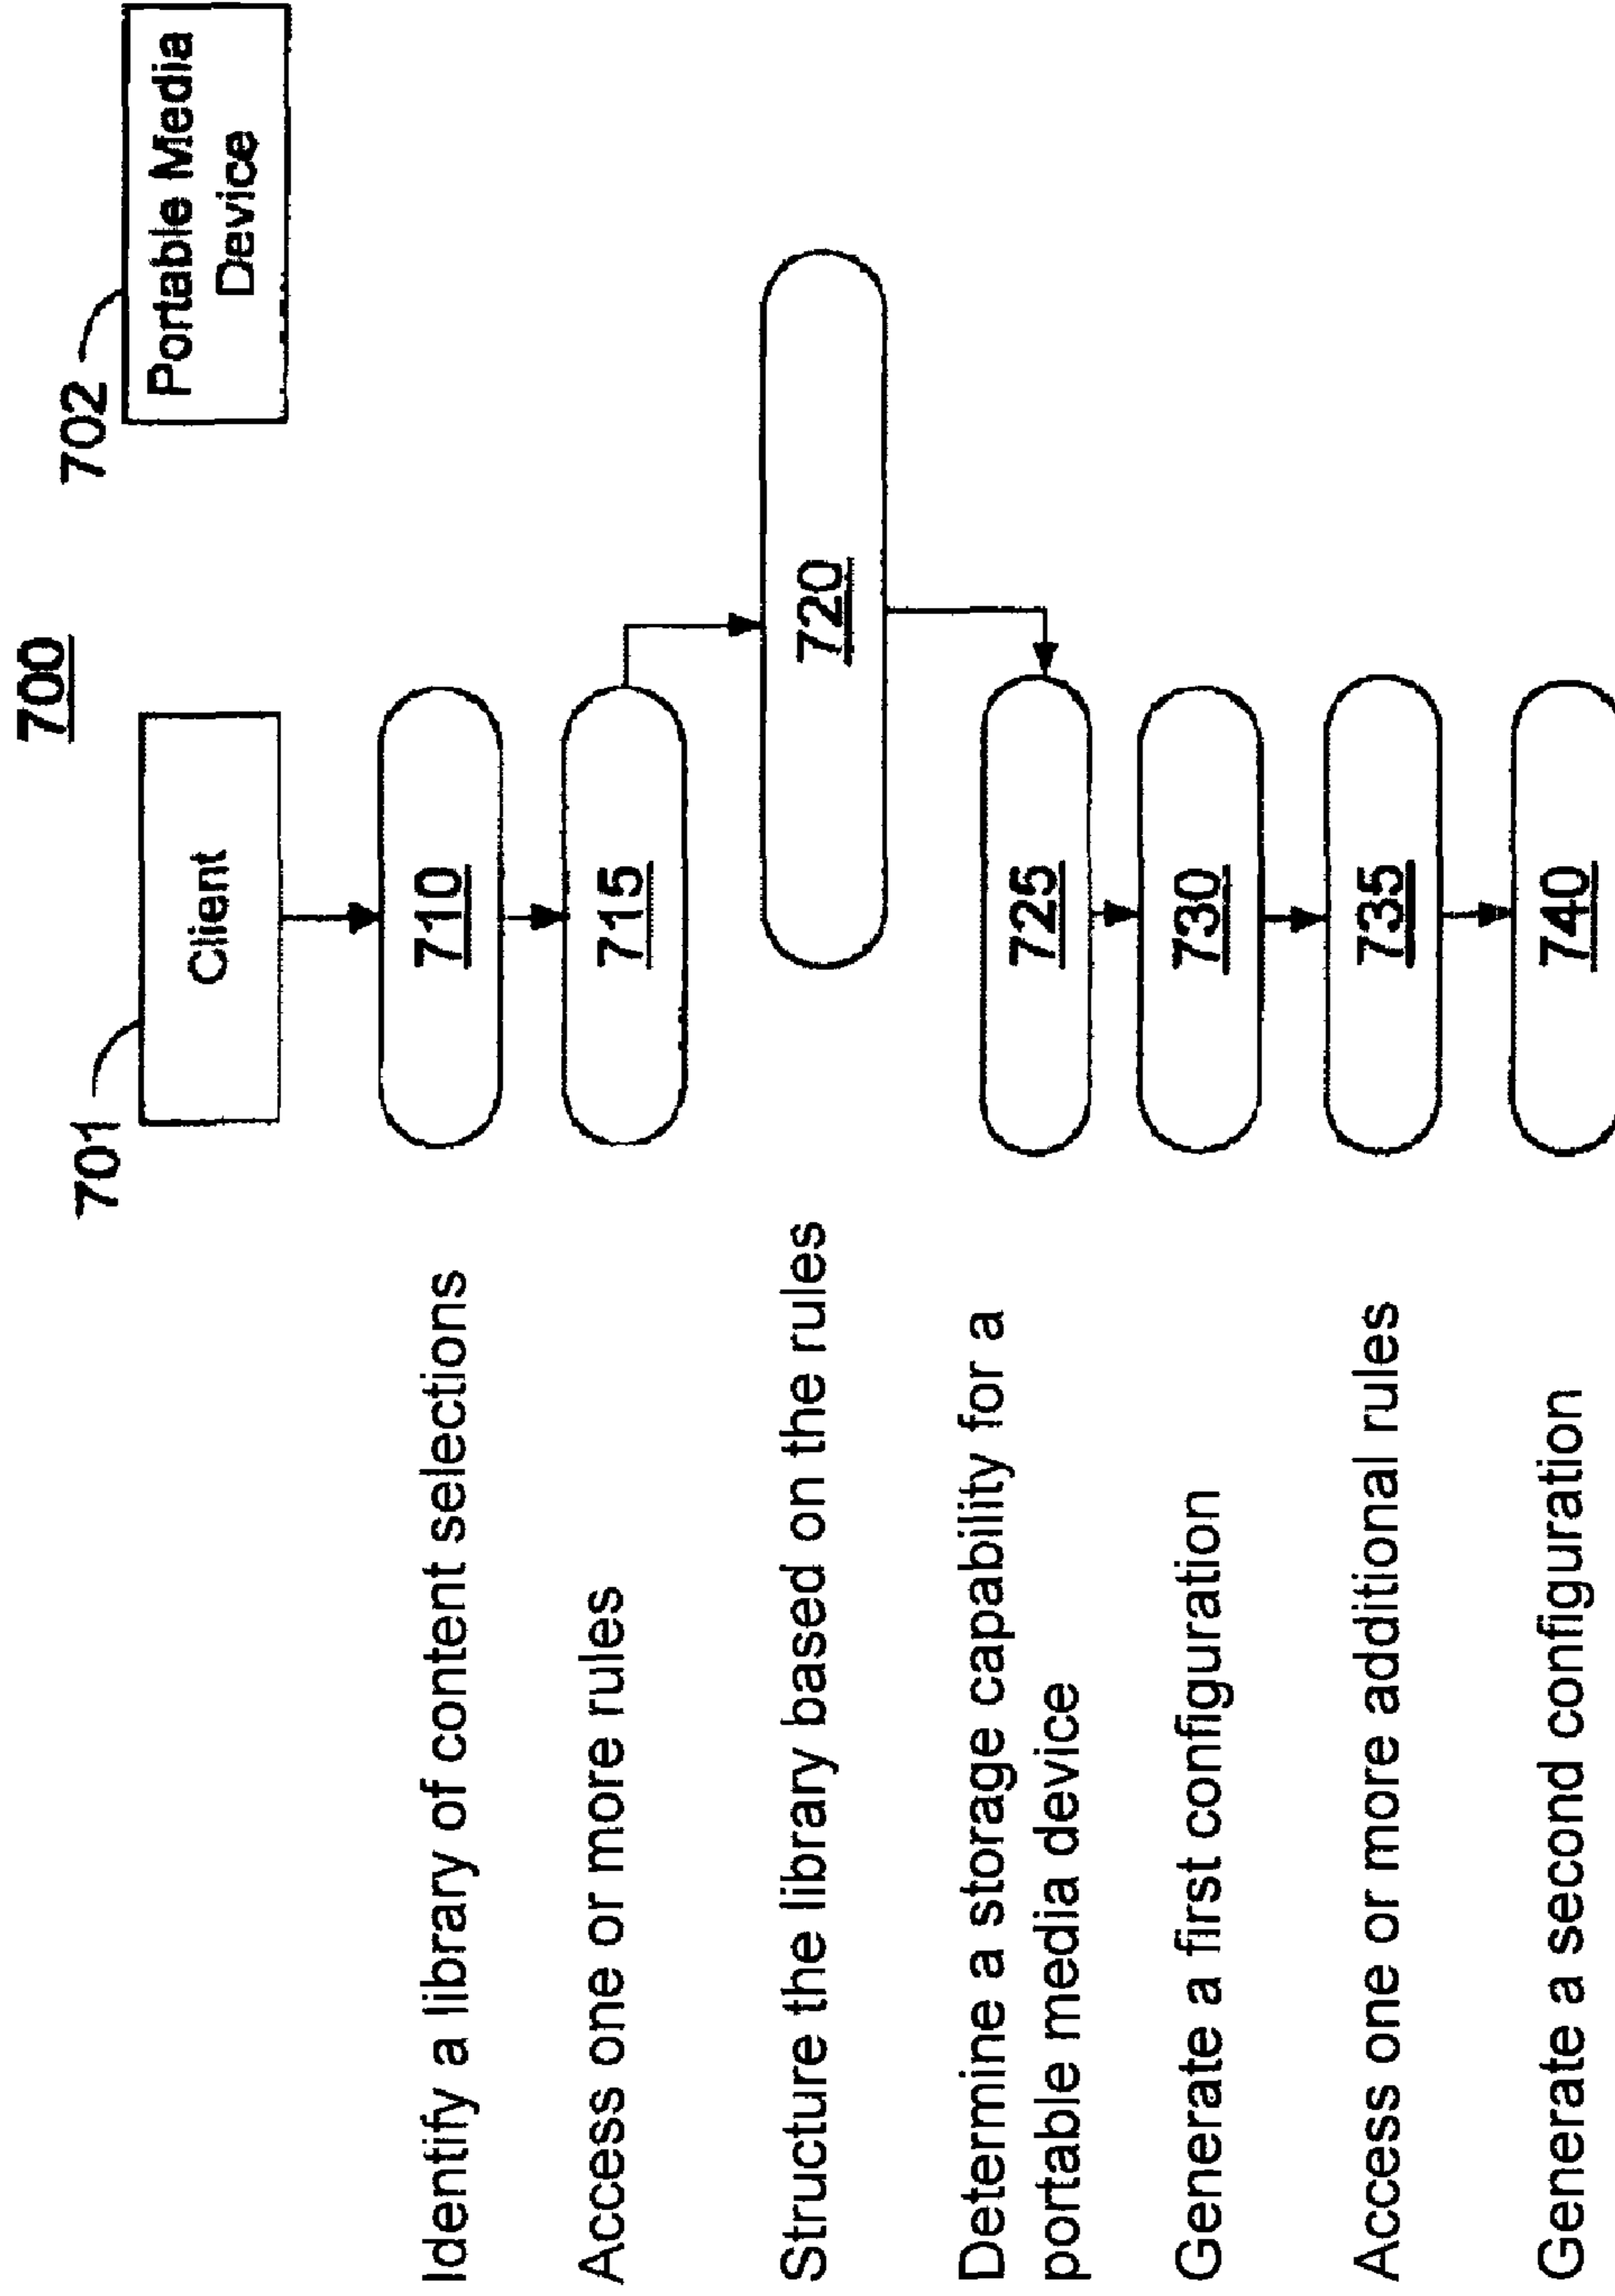 700
701
702
Client
Portable Media
Device
Identify a library of content selections
710
Access one or more rules
715
Structure the library based on the rules
720
Determine a storage capability for a
portable media device
725
Generate a first configuration
730
Access one or more additional rules
735
Generate a second configuration
740